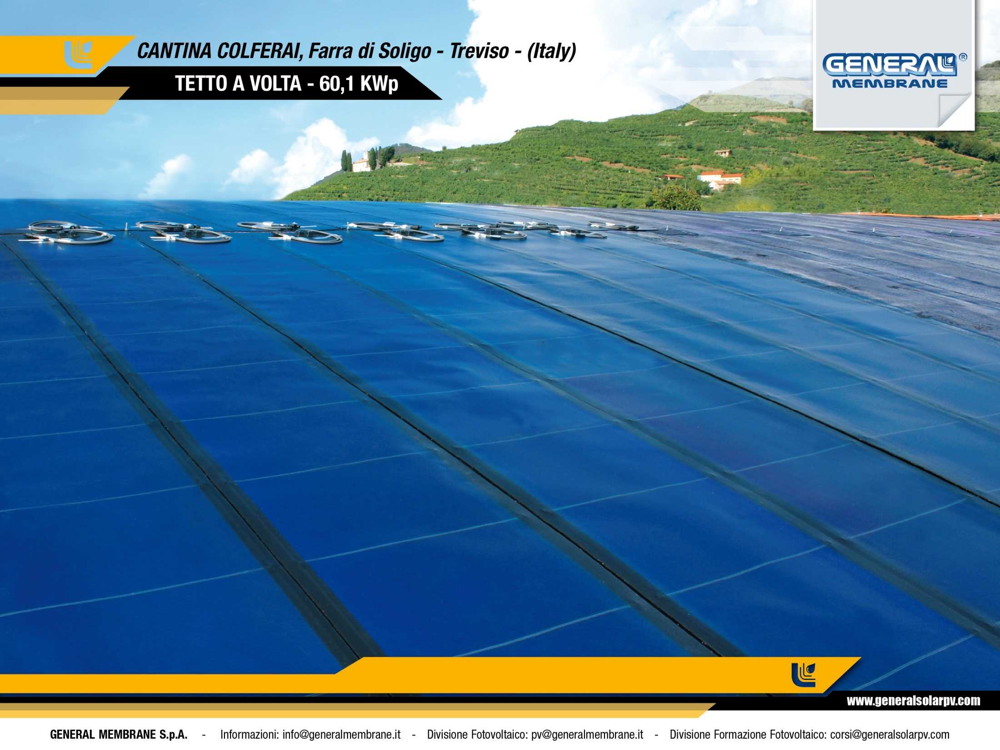 CANTINA COLFERAI, Farra di Soligo - Treviso - (Italy)
TETTO A VOLTA - 60,1 KWp
GENERAL ®
MEMBRANE
www.generalsolarpv.com
GENERAL MEMBRANE S.p.A. - Informazioni: info@generalmembrane.it - Divisione Fotovoltaico: pv@generalmembrane.it - Divisione Formazione Fotovoltaico: corsi@generalsolarpv.com